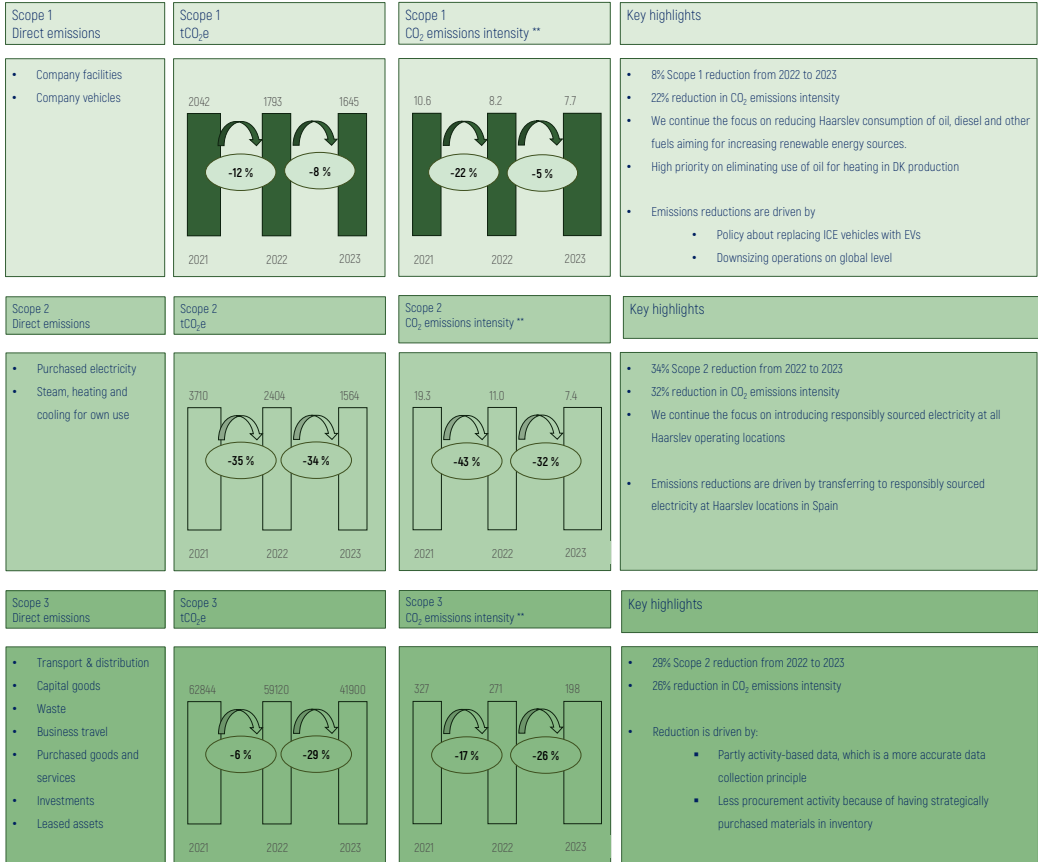 Scope 1
Direct emissions
Scope 1
tCO₂e
Scope 1
CO₂ emissions intensity **
Key highlights
• Company facilities
• Company vehicles
2042 1793 1645
-12 % -8 %
2021 2022 2023
10.6 8.2 7.7
-22 % -5 %
2021 2022 2023
• 8% Scope 1 reduction from 2022 to 2023
• 22% reduction in CO₂ emissions intensity
• We continue the focus on reducing Haarslev consumption of oil, diesel and other
fuels aiming for increasing renewable energy sources.
• High priority on eliminating use of oil for heating in DK production
• Emissions reductions are driven by
• Policy about replacing ICE vehicles with EVs
• Downsizing operations on global level
Scope 2
Direct emissions
Scope 2
tCO₂e
Scope 2
CO₂ emissions intensity **
Key highlights
• Purchased electricity
• Steam, heating and
cooling for own use
3710 2404 1564
-35 % -34 %
2021 2022 2023
19.3 11.0 7.4
-43 % -32 %
2021 2022 2023
• 34% Scope 2 reduction from 2022 to 2023
• 32% reduction in CO₂ emissions intensity
• We continue the focus on introducing responsibly sourced electricity at all
Haarslev operating locations
• Emissions reductions are driven by transferring to responsibly sourced
electricity at Haarslev locations in Spain
Scope 3
Direct emissions
Scope 3
tCO₂e
Scope 3
CO₂ emissions intensity **
Key highlights
• Transport & distribution
• Capital goods
• Waste
• Business travel
• Purchased goods and
services
• Investments
• Leased assets
62844 59120 41900
-6 % -29 %
2021 2022 2023
327 271 198
-17 % -26 %
2021 2022 2023
• 29% Scope 2 reduction from 2022 to 2023
• 26% reduction in CO₂ emissions intensity
• Reduction is driven by:
▪ Partly activity-based data, which is a more accurate data
collection principle
▪ Less procurement activity because of having strategically
purchased materials in inventory